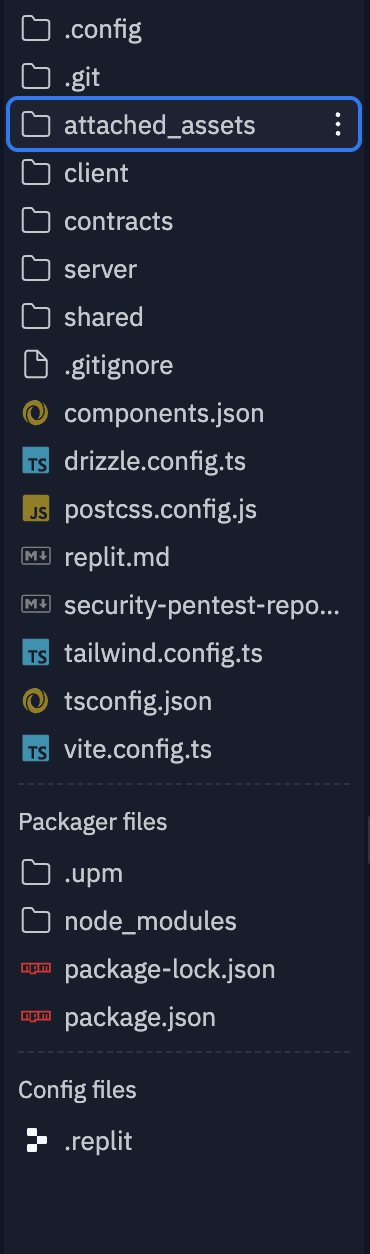 .config
.git
attached_assets
client
contracts
server
shared
.gitignore
components.json
TS drizzle.config.ts
JS postcss.config.js
M replit.md
M security-pentest-repo...
TS tailwind.config.ts
tsconfig.json
TS vite.config.ts
Packager files
.upm
node_modules
npm package-lock.json
npm package.json
Config files
.replit